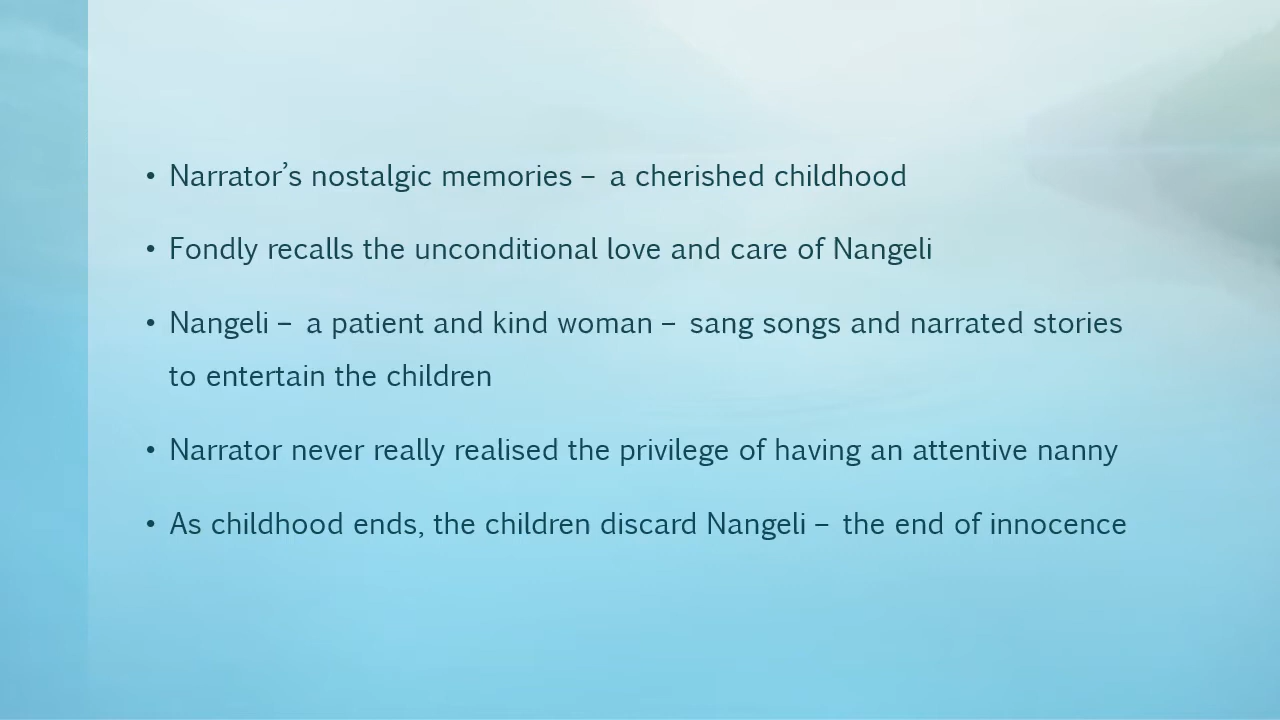 • Narrator’s nostalgic memories – a cherished childhood
• Fondly recalls the unconditional love and care of Nangeli
• Nangeli – a patient and kind woman – sang songs and narrated stories
to entertain the children
• Narrator never really realised the privilege of having an attentive nanny
• As childhood ends, the children discard Nangeli – the end of innocence